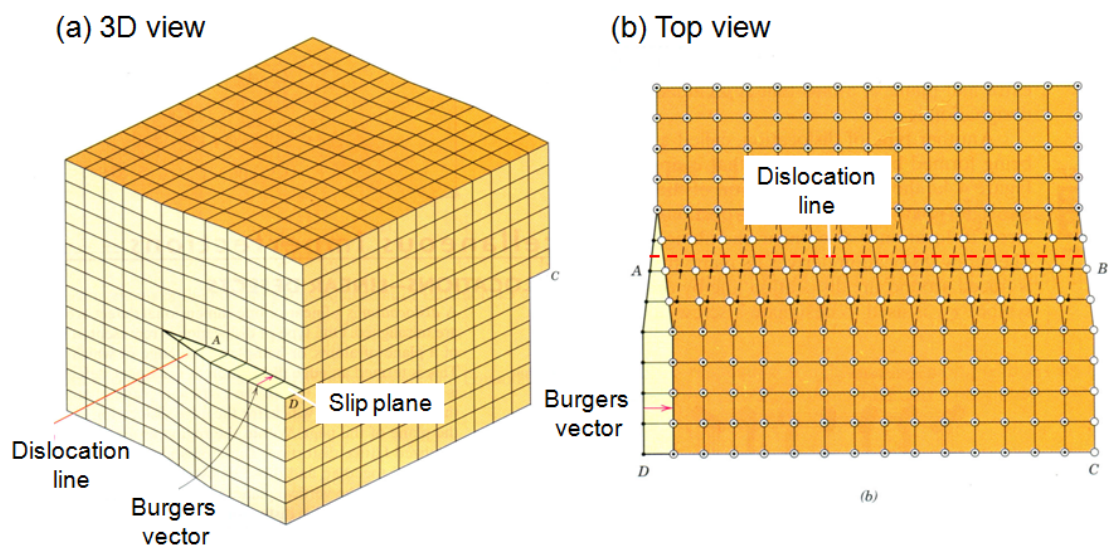 (a) 3D view
(b) Top view
C
A
D
Slip plane
Dislocation
line
Burgers
vector
Dislocation
line
A
B
Burgers
vector
D
C
(b)